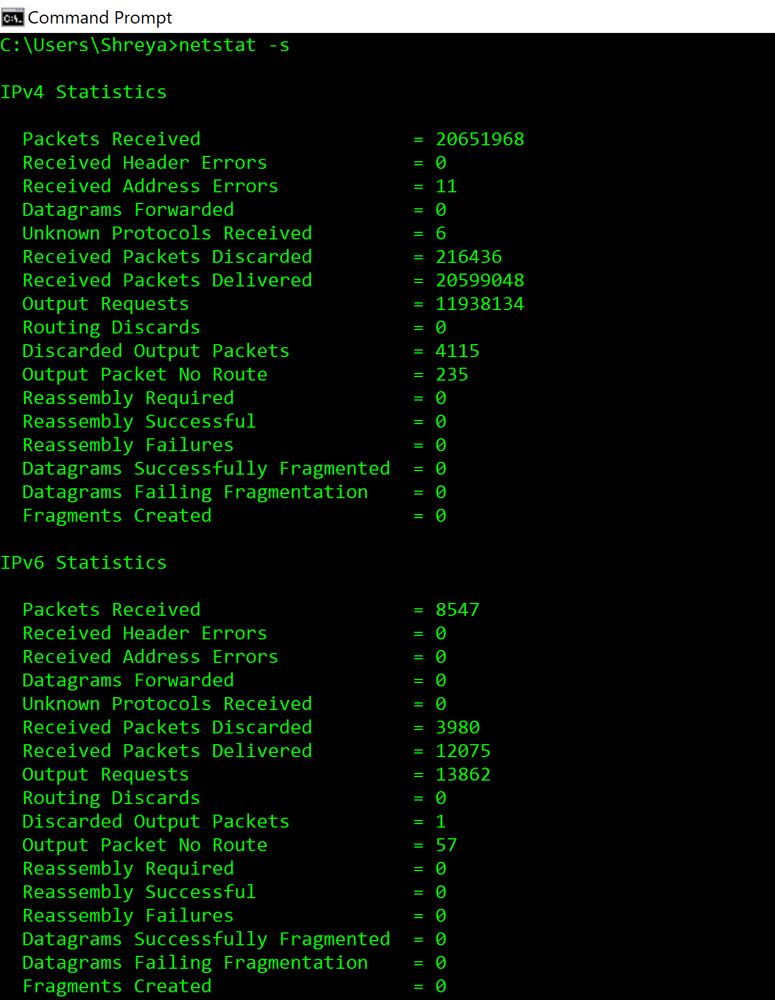 Command Prompt
C:\Users\Shreya>netstat -s
IPv4 Statistics
Packets Received = 20651968
Received Header Errors = 0
Received Address Errors = 11
Datagrams Forwarded = 0
Unknown Protocols Received = 6
Received Packets Discarded = 216436
Received Packets Delivered = 20599048
Output Requests = 11938134
Routing Discards = 0
Discarded Output Packets = 4115
Output Packet No Route = 235
Reassembly Required = 0
Reassembly Successful = 0
Reassembly Failures = 0
Datagrams Successfully Fragmented = 0
Datagrams Failing Fragmentation = 0
Fragments Created = 0
IPv6 Statistics
Packets Received = 8547
Received Header Errors = 0
Received Address Errors = 0
Datagrams Forwarded = 0
Unknown Protocols Received = 0
Received Packets Discarded = 3980
Received Packets Delivered = 12075
Output Requests = 13862
Routing Discards = 0
Discarded Output Packets = 1
Output Packet No Route = 57
Reassembly Required = 0
Reassembly Successful = 0
Reassembly Failures = 0
Datagrams Successfully Fragmented = 0
Datagrams Failing Fragmentation = 0
Fragments Created = 0